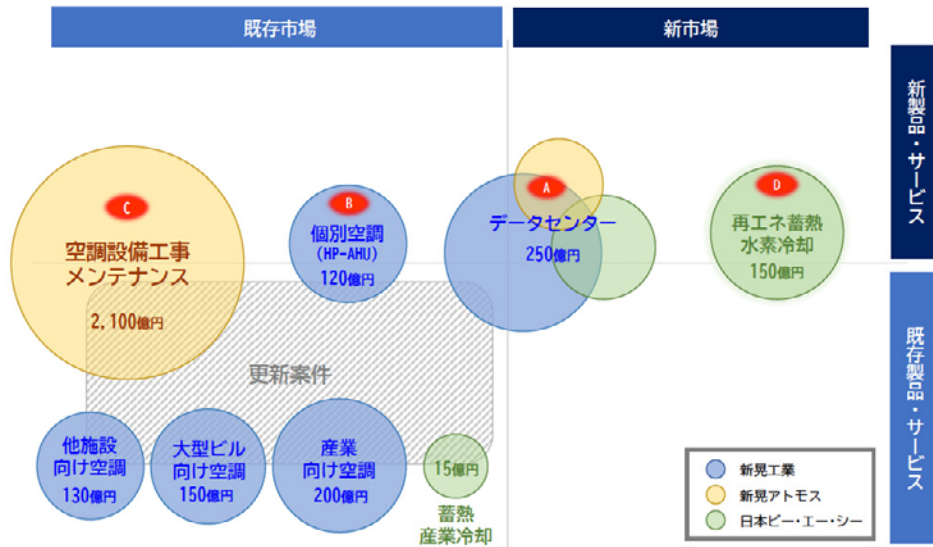 既存市場
新市場
新製品・サービス
既存製品・サービス
C
空調設備工事
メンテナンス
2,100億円
B
個別空調
(HP-AHU)
120億円
A
データセンター
250億円
D
再エネ蓄熱
水素冷却
150億円
更新案件
他施設
向け空調
130億円
大型ビル
向け空調
150億円
産業
向け空調
200億円
15億円
蓄熱
産業冷却
新晃工業
新晃アトモス
日本ピー・エー・シー